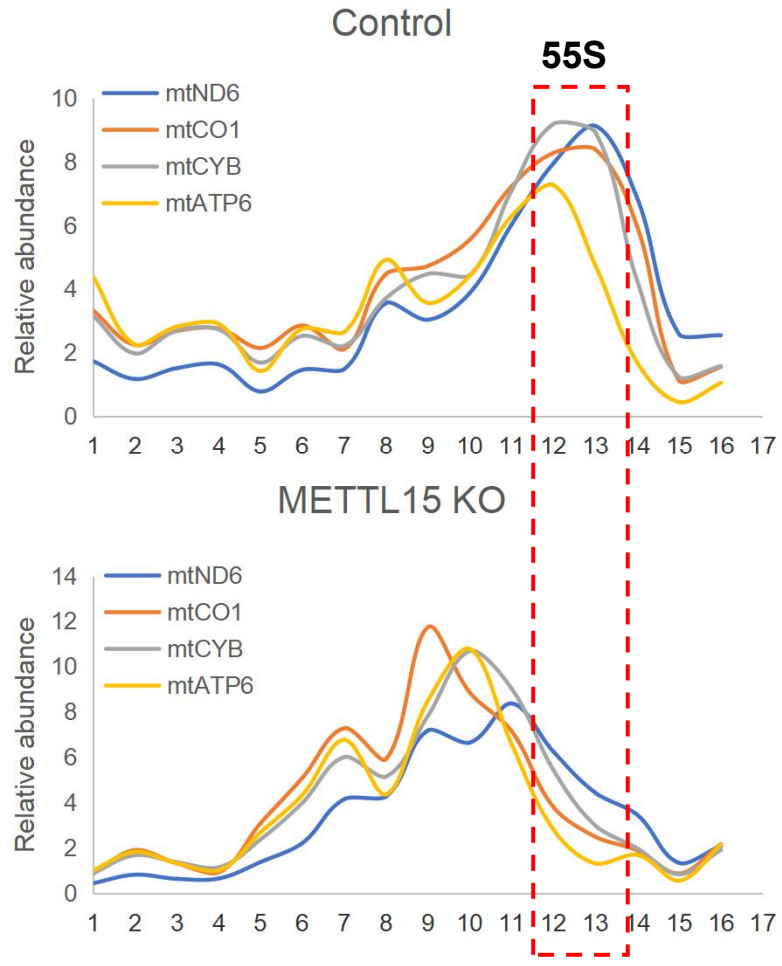 Control
55S
mtND6
mtCO1
mtCYB
mtATP6
Relative abundance
10
8
6
4
2
0
1 2 3 4 5 6 7 8 9 10 11 12 13 14 15 16 17
METTL15 KO
mtND6
mtCO1
mtCYB
mtATP6
Relative abundance
14
12
10
8
6
4
2
0
1 2 3 4 5 6 7 8 9 10 11 12 13 14 15 16 17